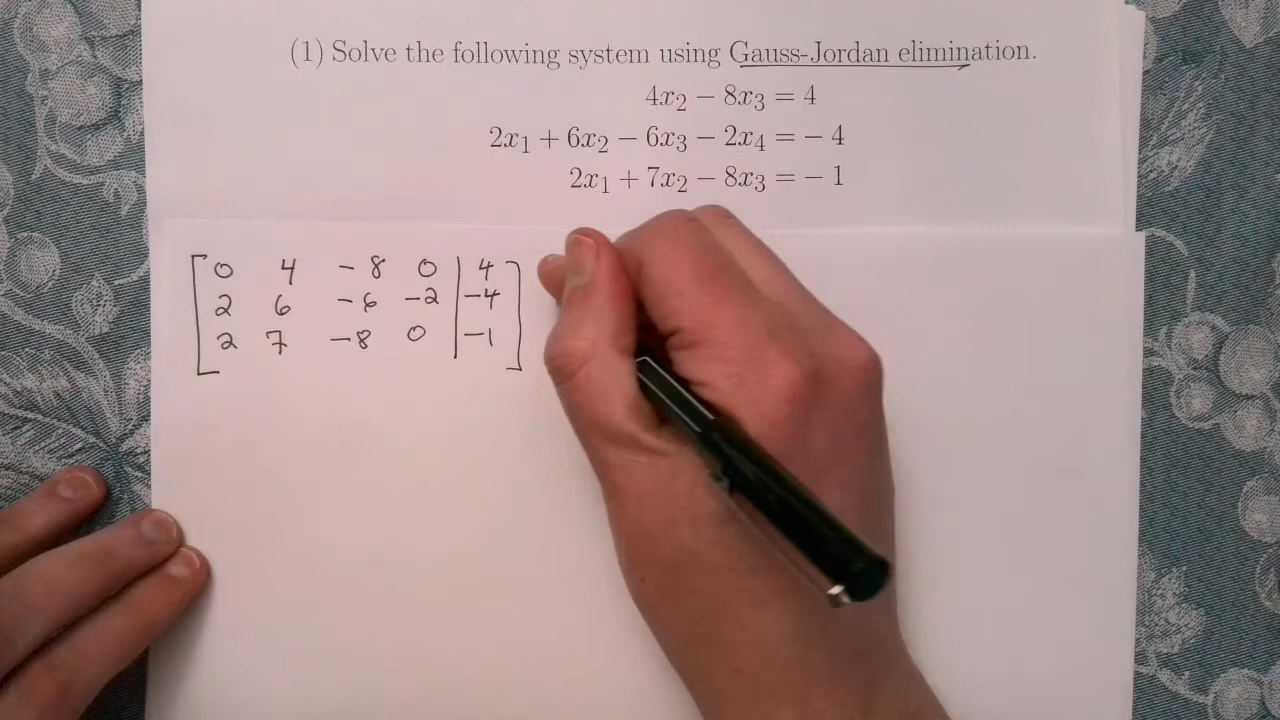 (1) Solve the following system using Gauss-Jordan elimination.
4x₂ − 8x₃ = 4
2x₁ + 6x₂ − 6x₃ − 2x₄ = − 4
2x₁ + 7x₂ − 8x₃ = − 1
0 4 -8 0 | 4
2 6 -6 -2 | -4
2 7 -8 0 | -1